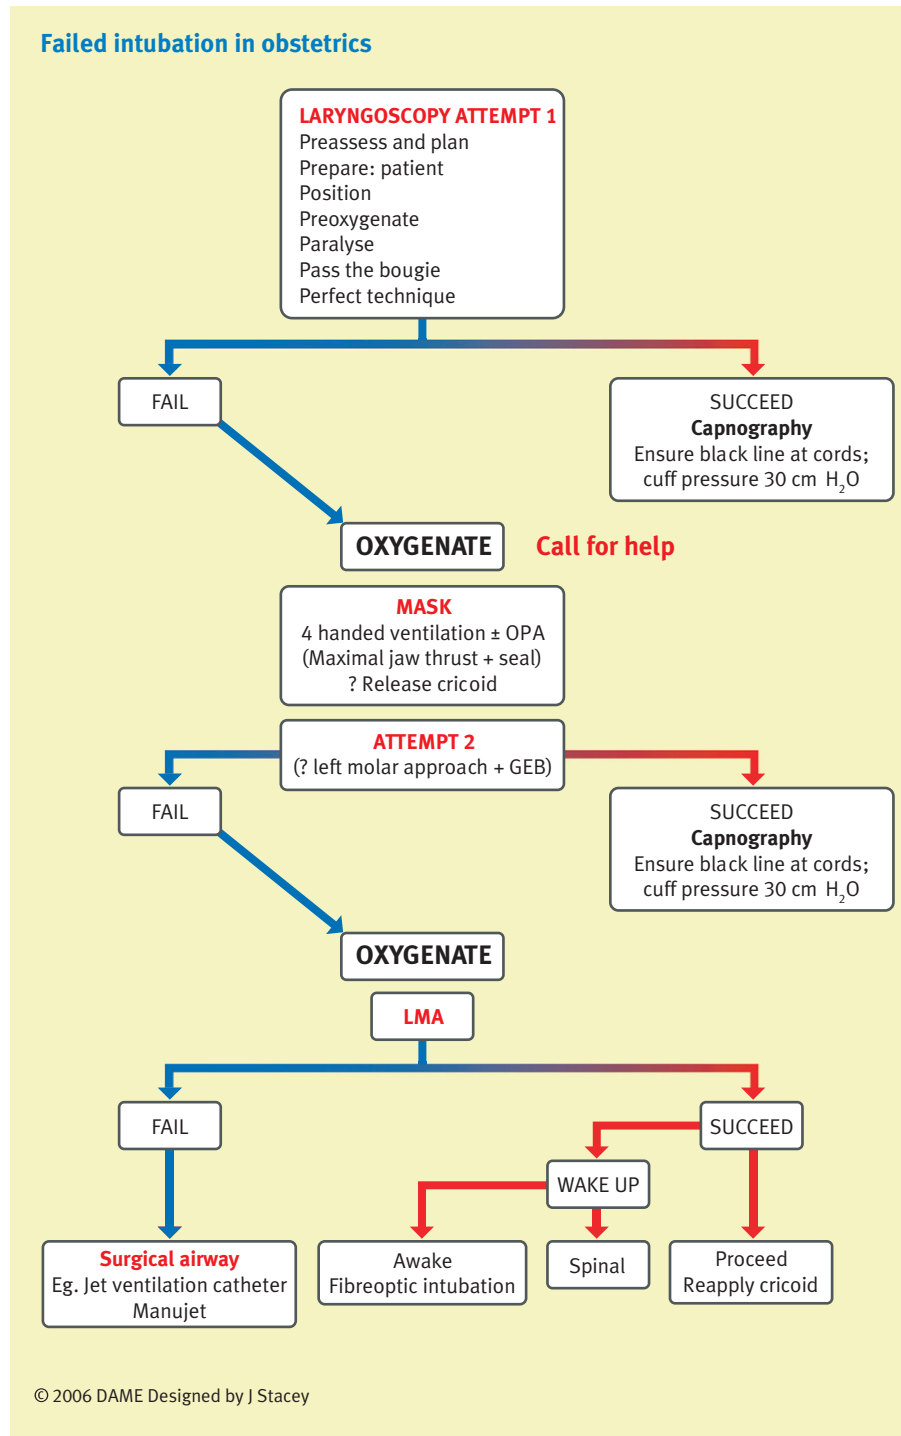 Failed intubation in obstetrics
LARYNGOSCOPY ATTEMPT 1
Preassess and plan
Prepare: patient
Position
Preoxygenate
Paralyse
Pass the bougie
Perfect technique
FAIL
SUCCEED
Capnography
Ensure black line at cords;
cuff pressure 30 cm H₂O
OXYGENATE
Call for help
MASK
4 handed ventilation ± OPA
(Maximal jaw thrust + seal)
? Release cricoid
ATTEMPT 2
(? left molar approach + GEB)
FAIL
SUCCEED
Capnography
Ensure black line at cords;
cuff pressure 30 cm H₂O
OXYGENATE
LMA
FAIL
SUCCEED
WAKE UP
Surgical airway
Eg. Jet ventilation catheter
Manujet
Awake
Fibreoptic intubation
Spinal
Proceed
Reapply cricoid
© 2006 DAME Designed by J Stacey